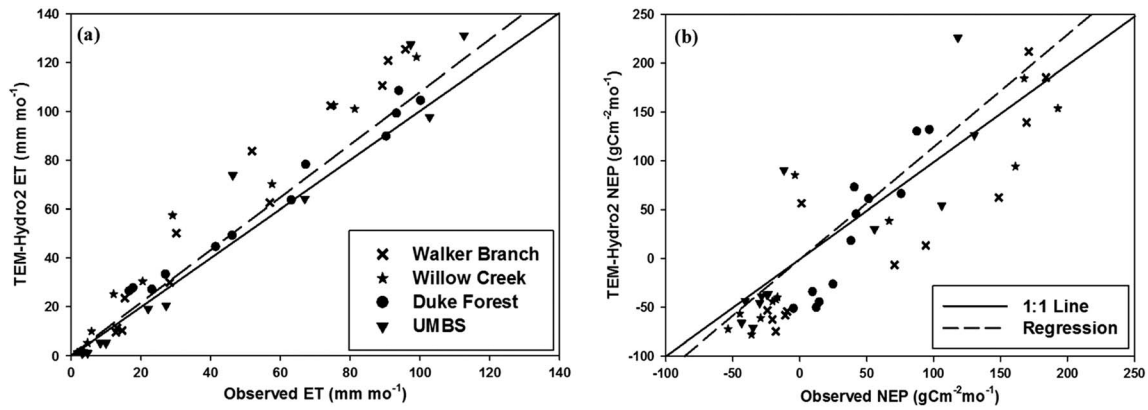 (a)
TEM-Hydro2 ET (mm mo⁻¹)
140
120
100
80
60
40
20
0
0 20 40 60 80 100 120 140
Observed ET (mm mo⁻¹)
Walker Branch
Willow Creek
Duke Forest
UMBS
(b)
TEM-Hydro2 NEP (gCm⁻²mo⁻¹)
250
200
150
100
50
0
-50
-100
-100 -50 0 50 100 150 200 250
Observed NEP (gCm⁻²mo⁻¹)
1:1 Line
Regression